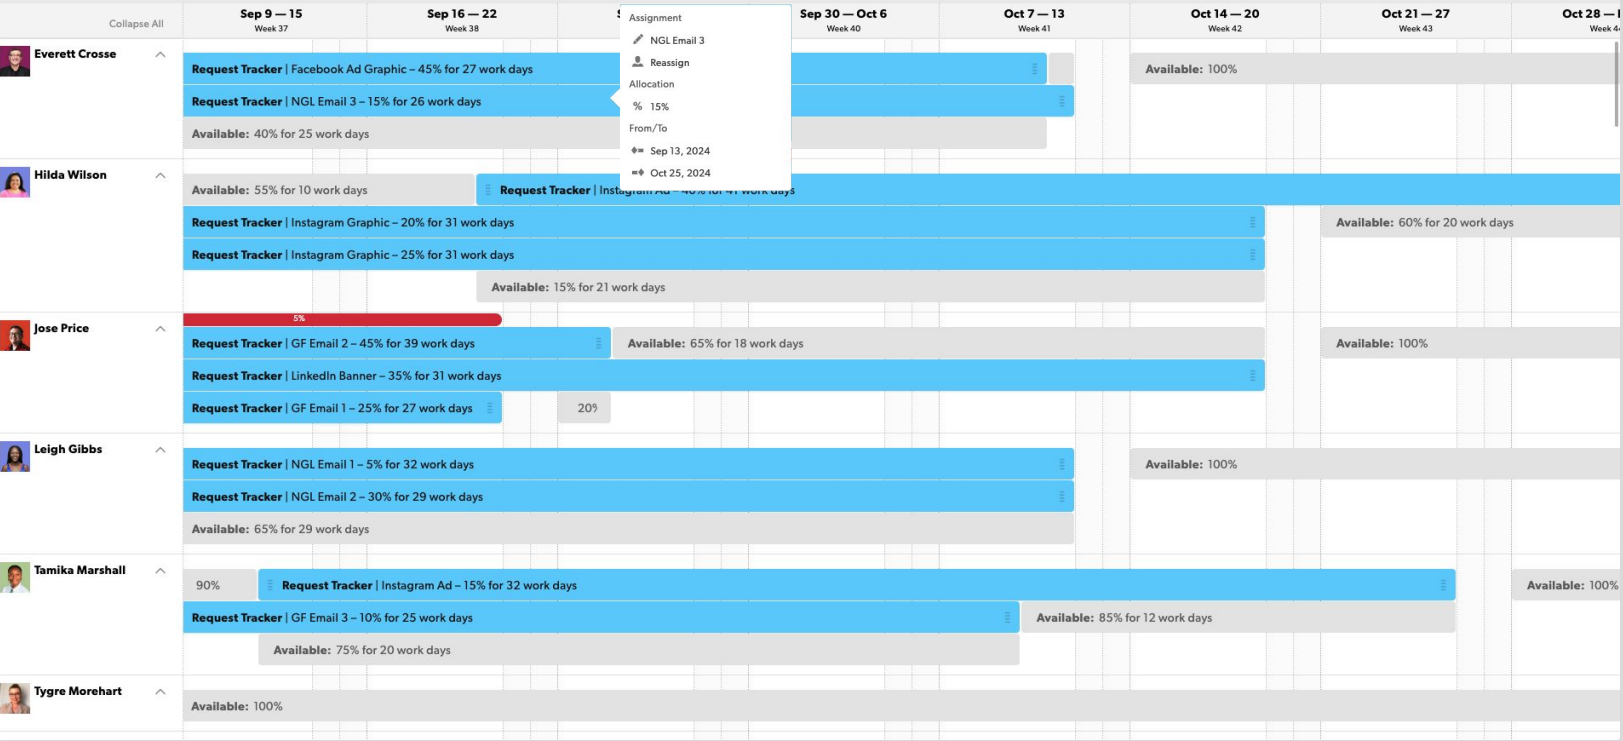 Collapse All
Sep 9 — 15
Week 37
Sep 16 — 22
Week 38
Sep 30 — Oct 6
Week 40
Oct 7 — 13
Week 41
Oct 14 — 20
Week 42
Oct 21 — 27
Week 43
Oct 28 —
Week
Assignment
NGL Email 3
Reassign
Allocation
% 15%
From/To
Sep 13, 2024
Oct 25, 2024
Everett Crosse
Request Tracker | Facebook Ad Graphic – 45% for 27 work days
Available: 100%
Request Tracker | NGL Email 3 – 15% for 26 work days
Available: 40% for 25 work days
Hilda Wilson
Available: 55% for 10 work days
Request Tracker | Instagram Ad – 40% for 41 work days
Request Tracker | Instagram Graphic – 20% for 31 work days
Available: 60% for 20 work days
Request Tracker | Instagram Graphic – 25% for 31 work days
Available: 15% for 21 work days
Jose Price
5%
Request Tracker | GF Email 2 – 45% for 39 work days
Available: 65% for 18 work days
Available: 100%
Request Tracker | LinkedIn Banner – 35% for 31 work days
Request Tracker | GF Email 1 – 25% for 27 work days
20%
Leigh Gibbs
Request Tracker | NGL Email 1 – 5% for 32 work days
Available: 100%
Request Tracker | NGL Email 2 – 30% for 29 work days
Available: 65% for 29 work days
Tamika Marshall
90%
Request Tracker | Instagram Ad – 15% for 32 work days
Available: 100%
Request Tracker | GF Email 3 – 10% for 25 work days
Available: 85% for 12 work days
Available: 75% for 20 work days
Tygre Morehart
Available: 100%